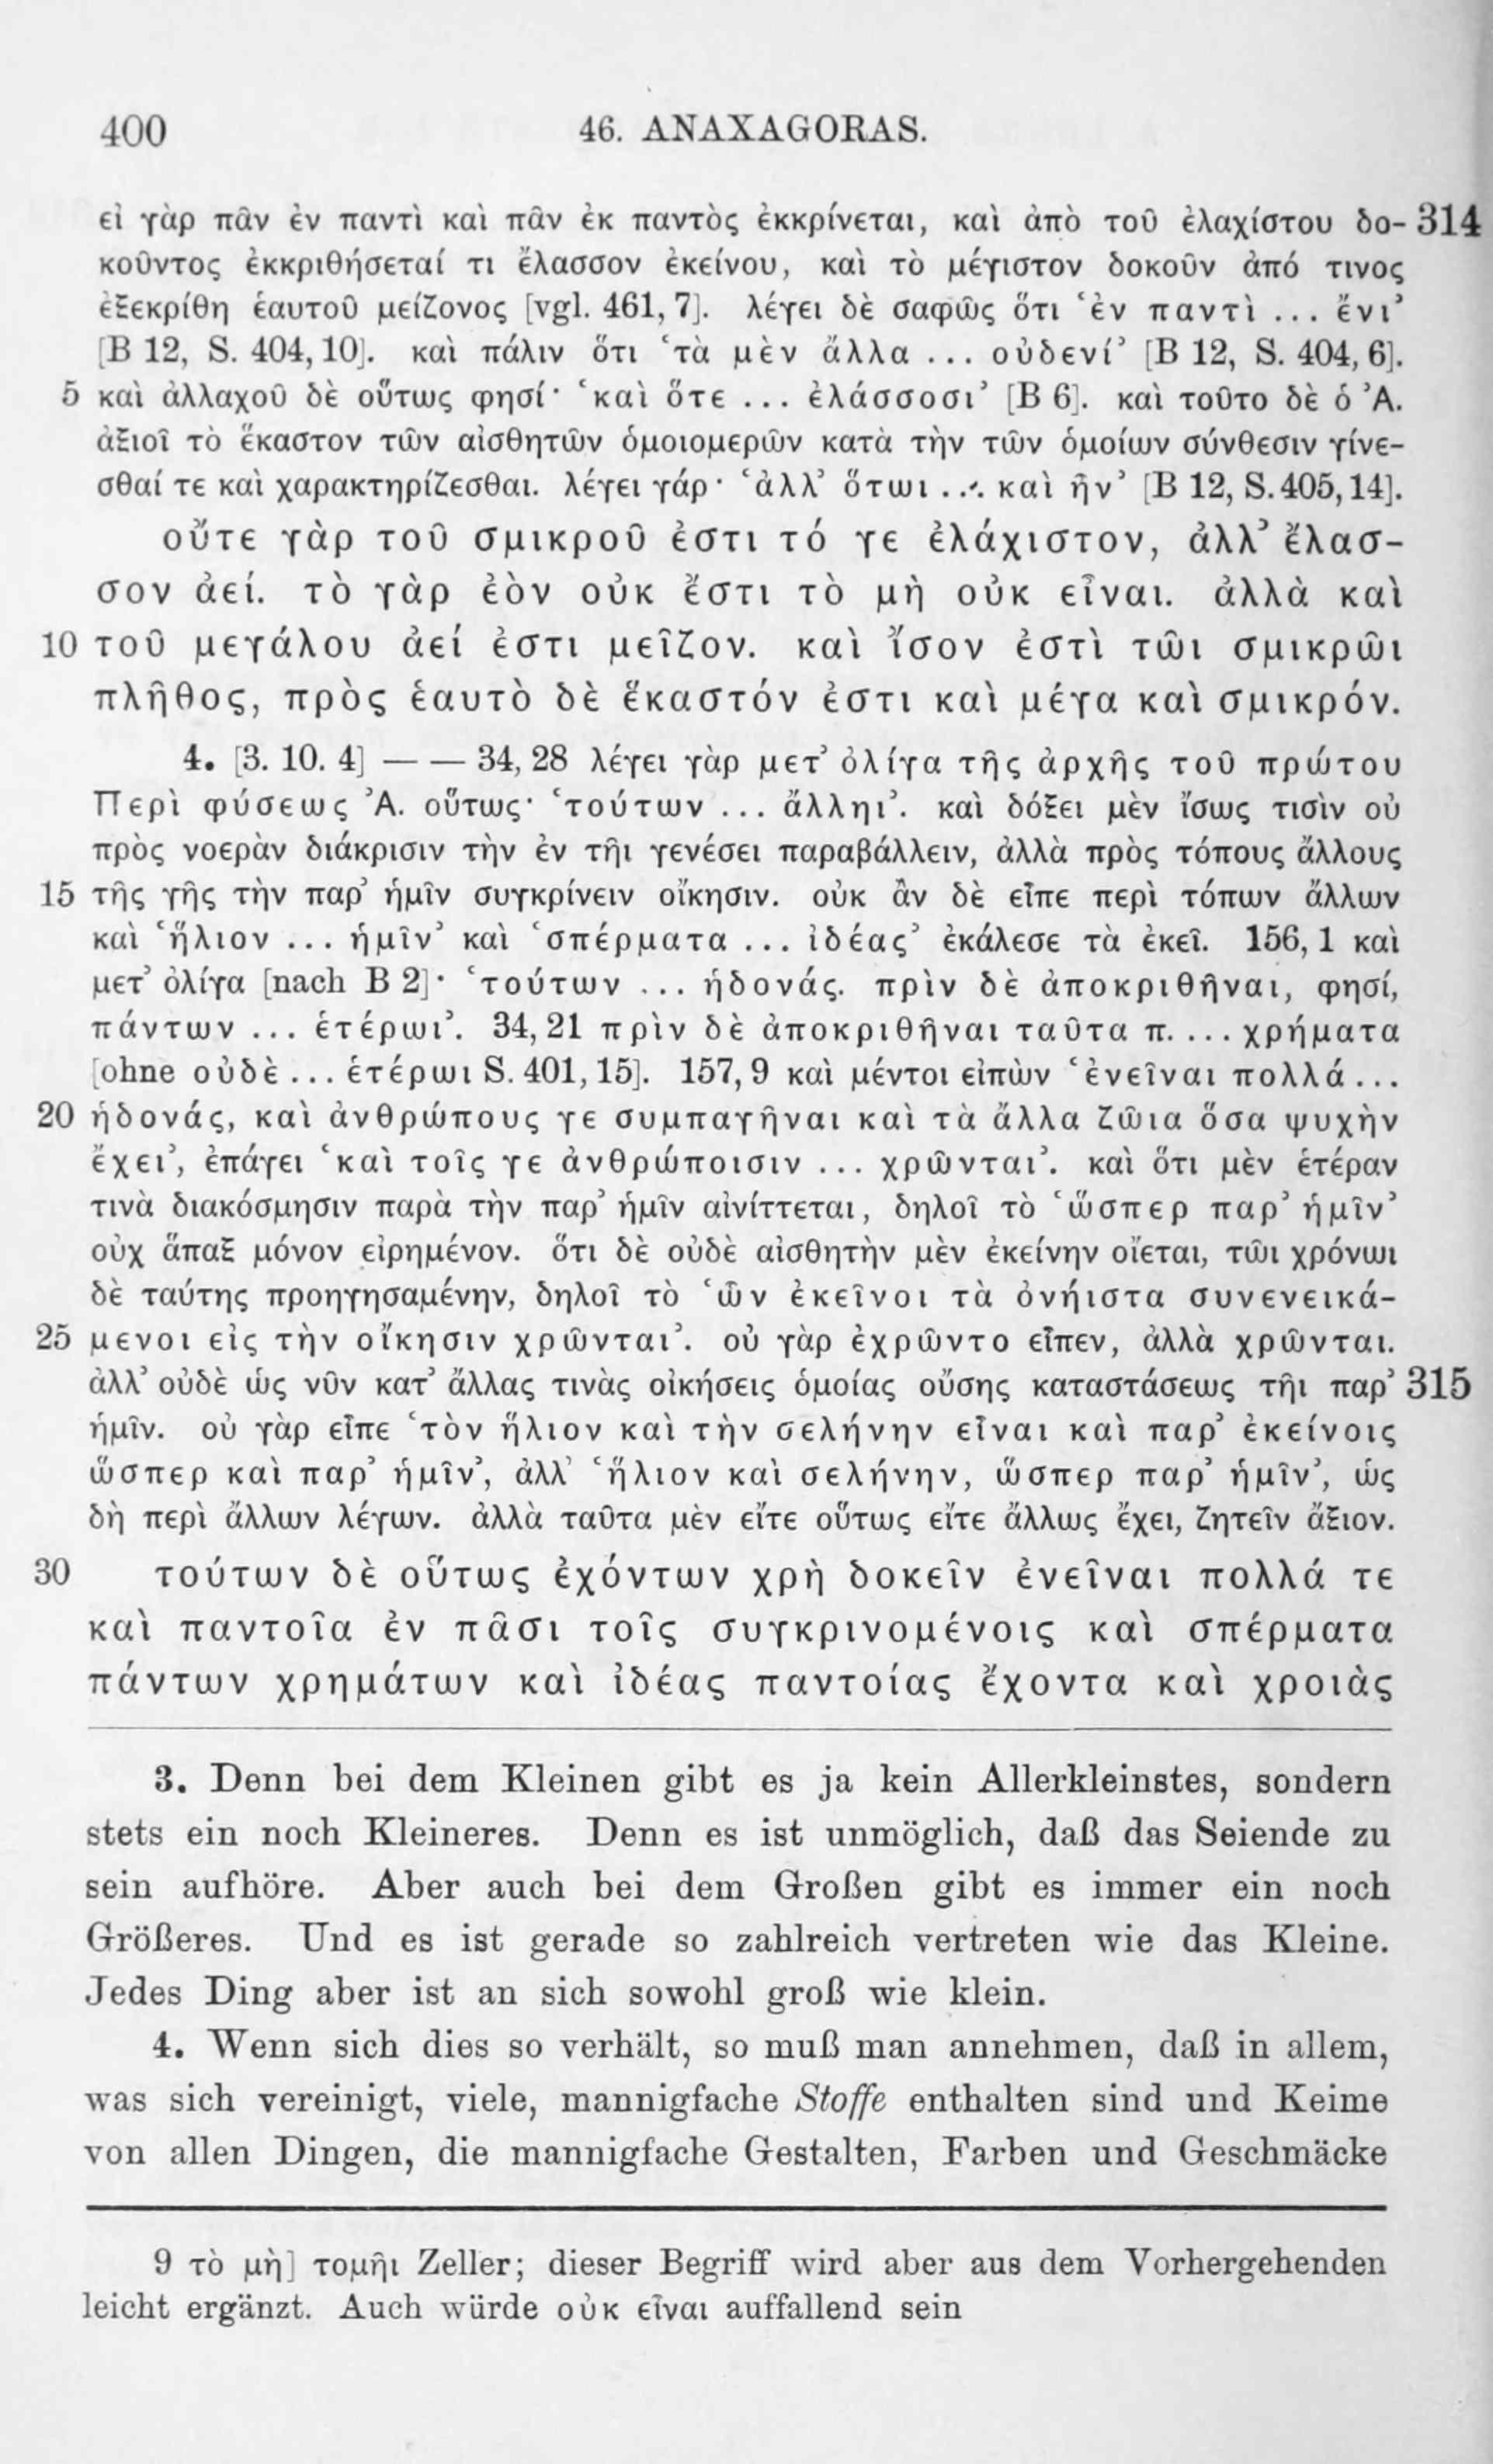 400
46. ANAXAGORAS.
εἰ γὰρ πᾶν ἐν παντὶ καὶ πᾶν ἐκ παντὸς ἐκκρίνεται, καὶ ἀπὸ τοῦ ἐλαχίστου δο- 314
κοῦντος ἐκκριθήσεταί τι ἔλασσον ἐκείνου, καὶ τὸ μέγιστον δοκοῦν ἀπό τινος
ἐξεκρίθη ἑαυτοῦ μείζονος [vgl. 461, 7]. λέγει δὲ σαφῶς ὅτι ‘ἐν παντὶ ... ἔνι’
[B 12, S. 404, 10]. καὶ πάλιν ὅτι ‘τὰ μὲν ἄλλα ... οὐδενί’ [B 12, S. 404, 6].
5 καὶ ἀλλαχοῦ δὲ οὕτως φησί· ‘καὶ ὅτε ... ἐλάσσοσι’ [B 6]. καὶ τοῦτο δὲ ὁ Ἀ.
ἀξιοῖ τὸ ἕκαστον τῶν αἰσθητῶν ὁμοιομερῶν κατὰ τὴν τῶν ὁμοίων σύνθεσιν γίνε-
σθαί τε καὶ χαρακτηρίζεσθαι. λέγει γάρ· ‘ἀλλ’ ὅτωι ... καὶ ἦν’ [B 12, S. 405, 14].
οὔτε γὰρ τοῦ σμικροῦ ἐστι τό γε ἐλάχιστον, ἀλλ’ ἔλασ-
σον ἀεί. τὸ γὰρ ἐὸν οὐκ ἔστι τὸ μὴ οὐκ εἶναι. ἀλλὰ καὶ
10 τοῦ μεγάλου ἀεί ἐστι μεῖζον. καὶ ἴσον ἐστὶ τῶι σμικρῶι
πλῆθος, πρὸς ἑαυτὸ δὲ ἕκαστόν ἐστι καὶ μέγα καὶ σμικρόν.
4. [3. 10. 4] — — 34, 28 λέγει γὰρ μετ’ ὀλίγα τῆς ἀρχῆς τοῦ πρώτου
Περὶ φύσεως Ἀ. οὕτως· ‘τούτων ... ἄλληι’. καὶ δόξει μὲν ἴσως τισὶν οὐ
πρὸς νοερὰν διάκρισιν τὴν ἐν τῆι γενέσει παραβάλλειν, ἀλλὰ πρὸς τόπους ἄλλους
15 τῆς γῆς τὴν παρ’ ἡμῖν συγκρίνειν οἴκησιν. οὐκ ἂν δὲ εἶπε περὶ τόπων ἄλλων
καὶ ‘ἥλιον ... ἡμῖν’ καὶ ‘σπέρματα ... ἰδέας’ ἐκάλεσε τὰ ἐκεῖ. 156, 1 καὶ
μετ’ ὀλίγα [nach B 2]· ‘τούτων ... ἡδονάς. πρὶν δὲ ἀποκριθῆναι, φησί,
πάντων ... ἑτέρωι’. 34, 21 πρὶν δὲ ἀποκριθῆναι ταῦτα π. ... χρήματα
[ohne οὐδὲ ... ἑτέρωι S. 401, 15]. 157, 9 καὶ μέντοι εἰπὼν ‘ἐνεῖναι πολλά ...
20 ἡδονάς, καὶ ἀνθρώπους γε συμπαγῆναι καὶ τὰ ἄλλα ζῶια ὅσα ψυχὴν
ἔχει’, ἐπάγει ‘καὶ τοῖς γε ἀνθρώποισιν ... χρῶνται’. καὶ ὅτι μὲν ἑτέραν
τινὰ διακόσμησιν παρὰ τὴν παρ’ ἡμῖν αἰνίττεται, δηλοῖ τὸ ‘ὥσπερ παρ’ ἡμῖν’
οὐχ ἅπαξ μόνον εἰρημένον. ὅτι δὲ οὐδὲ αἰσθητὴν μὲν ἐκείνην οἴεται, τῶι χρόνωι
δὲ ταύτης προηγησαμένην, δηλοῖ τὸ ‘ὧν ἐκεῖνοι τὰ ὀνήιστα συνενεικά-
25 μενοι εἰς τὴν οἴκησιν χρῶνται’. οὐ γὰρ ἐχρῶντο εἶπεν, ἀλλὰ χρῶνται.
ἀλλ’ οὐδὲ ὡς νῦν κατ’ ἄλλας τινὰς οἰκήσεις ὁμοίας οὔσης καταστάσεως τῆι παρ’ 315
ἡμῖν. οὐ γὰρ εἶπε ‘τὸν ἥλιον καὶ τὴν σελήνην εἶναι καὶ παρ’ ἐκείνοις
ὥσπερ καὶ παρ’ ἡμῖν’, ἀλλ’ ‘ἥλιον καὶ σελήνην, ὥσπερ παρ’ ἡμῖν’, ὡς
δὴ περὶ ἄλλων λέγων. ἀλλὰ ταῦτα μὲν εἴτε οὕτως εἴτε ἄλλως ἔχει, ζητεῖν ἄξιον.
30 τούτων δὲ οὕτως ἐχόντων χρὴ δοκεῖν ἐνεῖναι πολλά τε
καὶ παντοῖα ἐν πᾶσι τοῖς συγκρινομένοις καὶ σπέρματα
πάντων χρημάτων καὶ ἰδέας παντοίας ἔχοντα καὶ χροιὰς
3. Denn bei dem Kleinen gibt es ja kein Allerkleinstes, sondern
stets ein noch Kleineres. Denn es ist unmöglich, daß das Seiende zu
sein aufhöre. Aber auch bei dem Großen gibt es immer ein noch
Größeres. Und es ist gerade so zahlreich vertreten wie das Kleine.
Jedes Ding aber ist an sich sowohl groß wie klein.
4. Wenn sich dies so verhält, so muß man annehmen, daß in allem,
was sich vereinigt, viele, mannigfache Stoffe enthalten sind und Keime
von allen Dingen, die mannigfache Gestalten, Farben und Geschmäcke
9 τὸ μὴ] τομῆι Zeller; dieser Begriff wird aber aus dem Vorhergehenden
leicht ergänzt. Auch würde οὐκ εἶναι auffallend sein